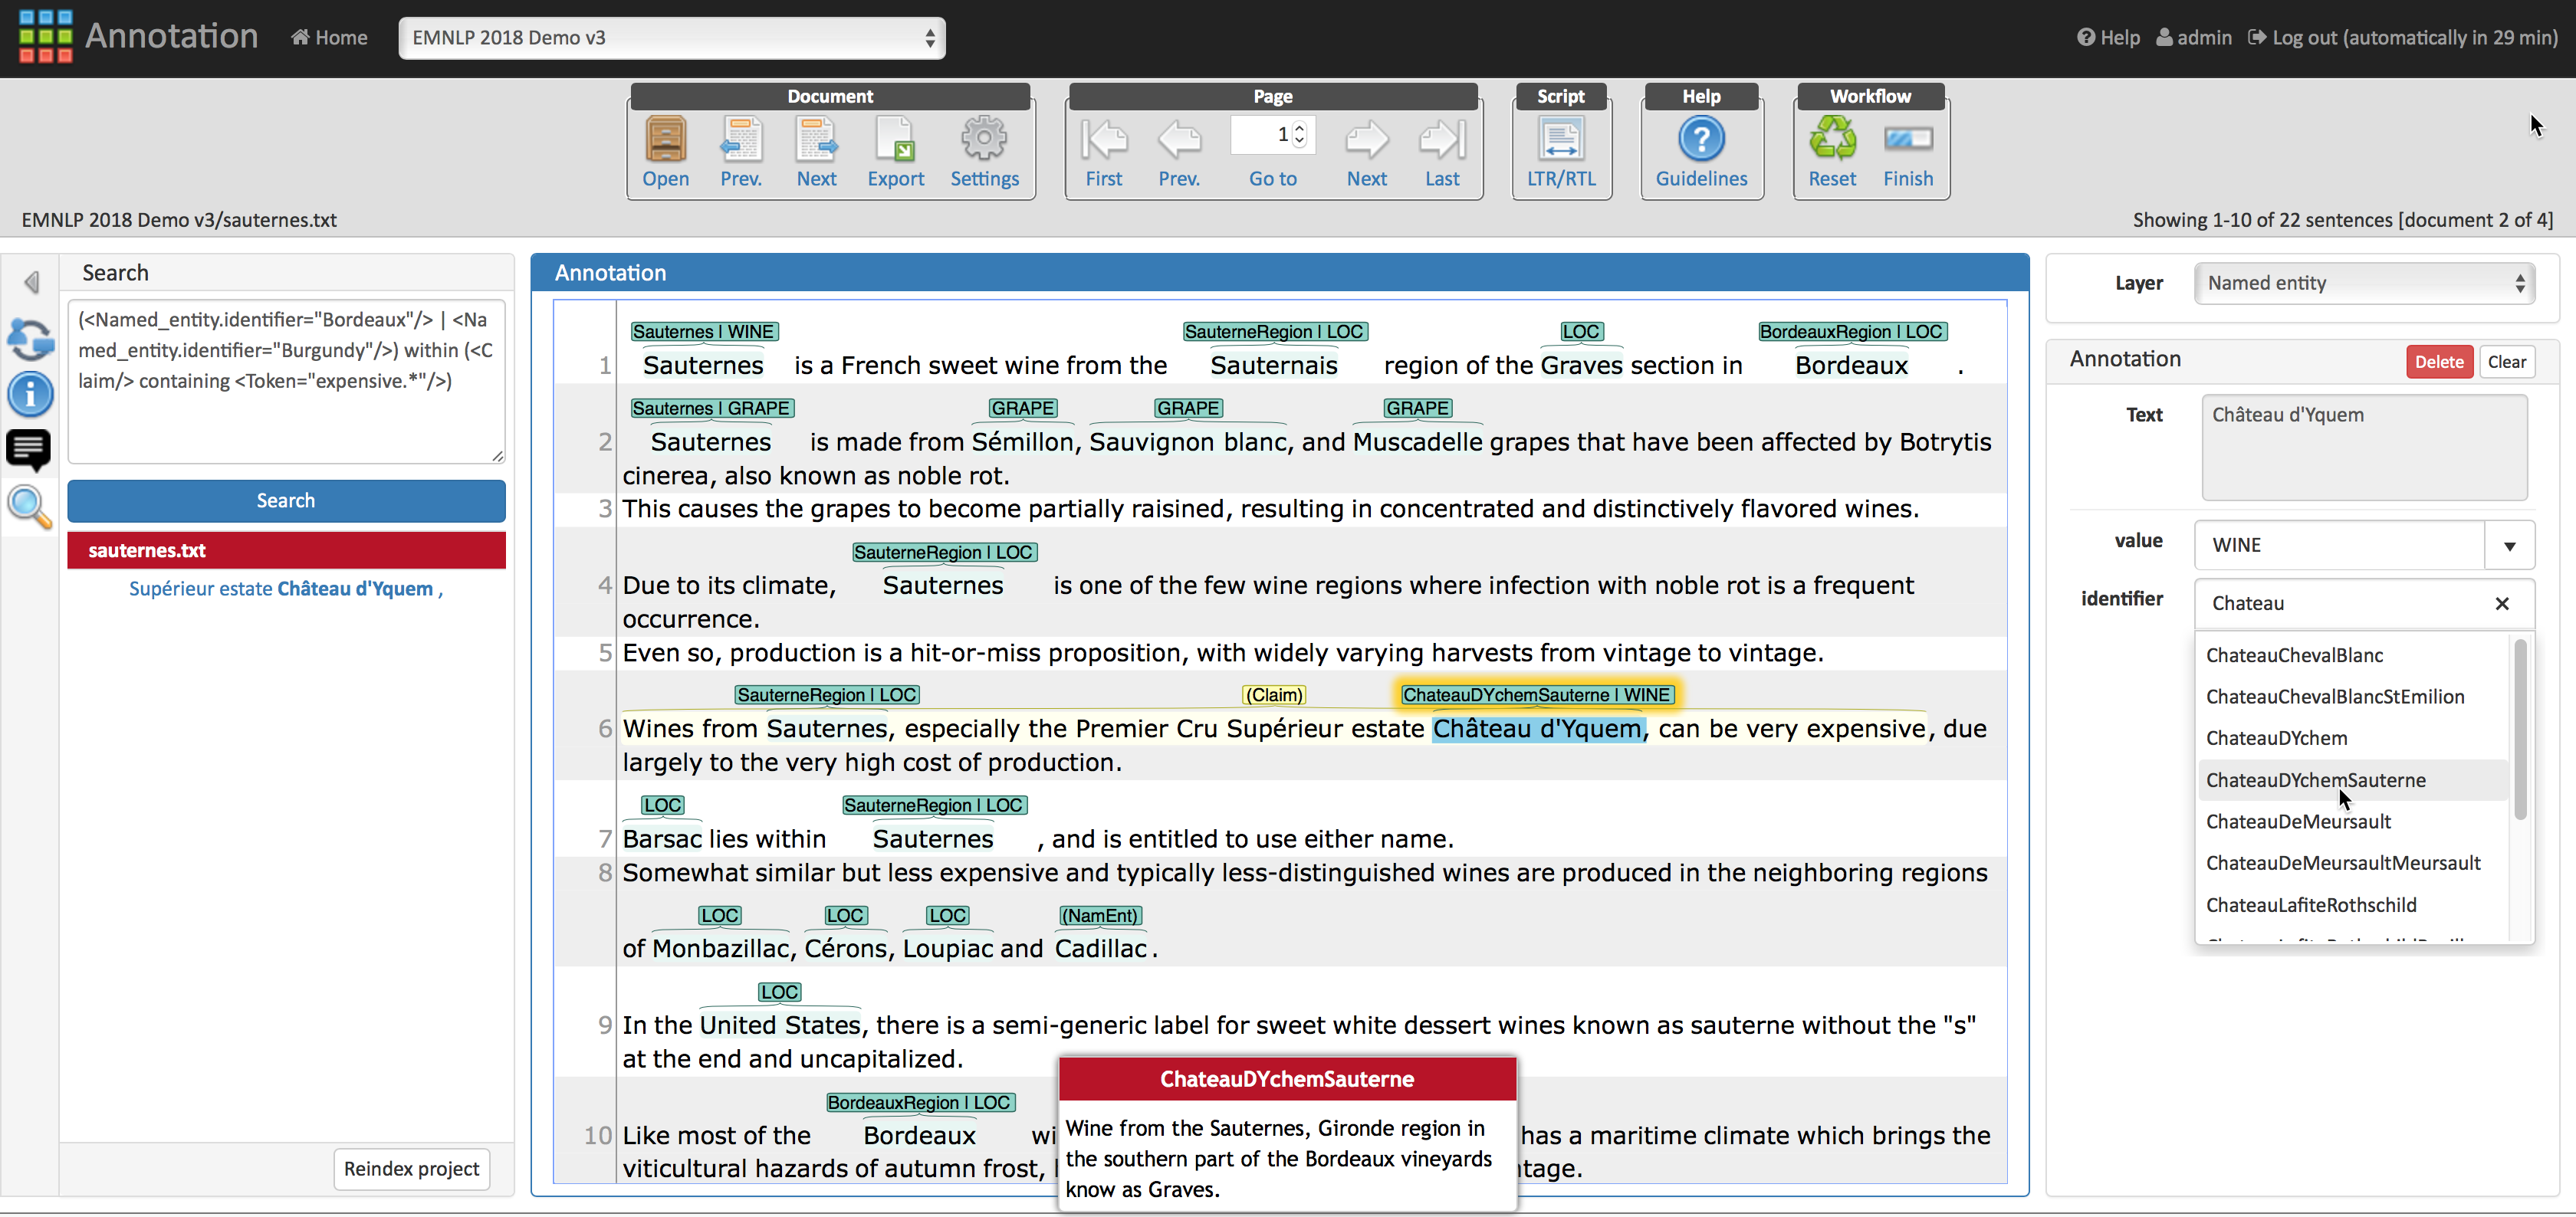 Annotation
Home
EMNLP 2018 Demo v3
Help
admin
Log out (automatically in 29 min)
Document
Open
Prev.
Next
Export
Settings
Page
First
Prev.
1
Go to
Next
Last
Script
LTR/RTL
Help
Guidelines
Workflow
Reset
Finish
EMNLP 2018 Demo v3/sauternes.txt
Showing 1-10 of 22 sentences [document 2 of 4]
Search
(<Named_entity.identifier="Bordeaux"/> | <Na
med_entity.identifier="Burgundy"/>) within (<C
laim/> containing <Token="expensive.*"/>)
Search
sauternes.txt
Supérieur estate Château d'Yquem ,
Reindex project
Annotation
Sauternes | WINE SauterneRegion | LOC LOC BordeauxRegion | LOC
1 Sauternes is a French sweet wine from the Sauternais region of the Graves section in Bordeaux .
Sauternes | GRAPE GRAPE GRAPE GRAPE
2 Sauternes is made from Sémillon, Sauvignon blanc, and Muscadelle grapes that have been affected by Botrytis
cinerea, also known as noble rot.
3 This causes the grapes to become partially raisined, resulting in concentrated and distinctively flavored wines.
SauterneRegion | LOC
4 Due to its climate, Sauternes is one of the few wine regions where infection with noble rot is a frequent
occurrence.
5 Even so, production is a hit-or-miss proposition, with widely varying harvests from vintage to vintage.
SauterneRegion | LOC (Claim) ChateauDYchemSauterne | WINE
6 Wines from Sauternes, especially the Premier Cru Supérieur estate Château d'Yquem, can be very expensive, due
largely to the very high cost of production.
LOC SauterneRegion | LOC
7 Barsac lies within Sauternes , and is entitled to use either name.
8 Somewhat similar but less expensive and typically less-distinguished wines are produced in the neighboring regions
LOC LOC LOC (NamEnt)
of Monbazillac, Cérons, Loupiac and Cadillac .
LOC
9 In the United States, there is a semi-generic label for sweet white dessert wines known as sauterne without the "s"
at the end and uncapitalized.
BordeauxRegion | LOC
10 Like most of the Bordeaux wi has a maritime climate which brings the
viticultural hazards of autumn frost, ntage.
ChateauDYchemSauterne
Wine from the Sauternes, Gironde region in
the southern part of the Bordeaux vineyards
know as Graves.
Layer
Named entity
Annotation
Delete
Clear
Text
Château d'Yquem
value
WINE
identifier
Chateau
ChateauChevalBlanc
ChateauChevalBlancStEmilion
ChateauDYchem
ChateauDYchemSauterne
ChateauDeMeursault
ChateauDeMeursaultMeursault
ChateauLafiteRothschild